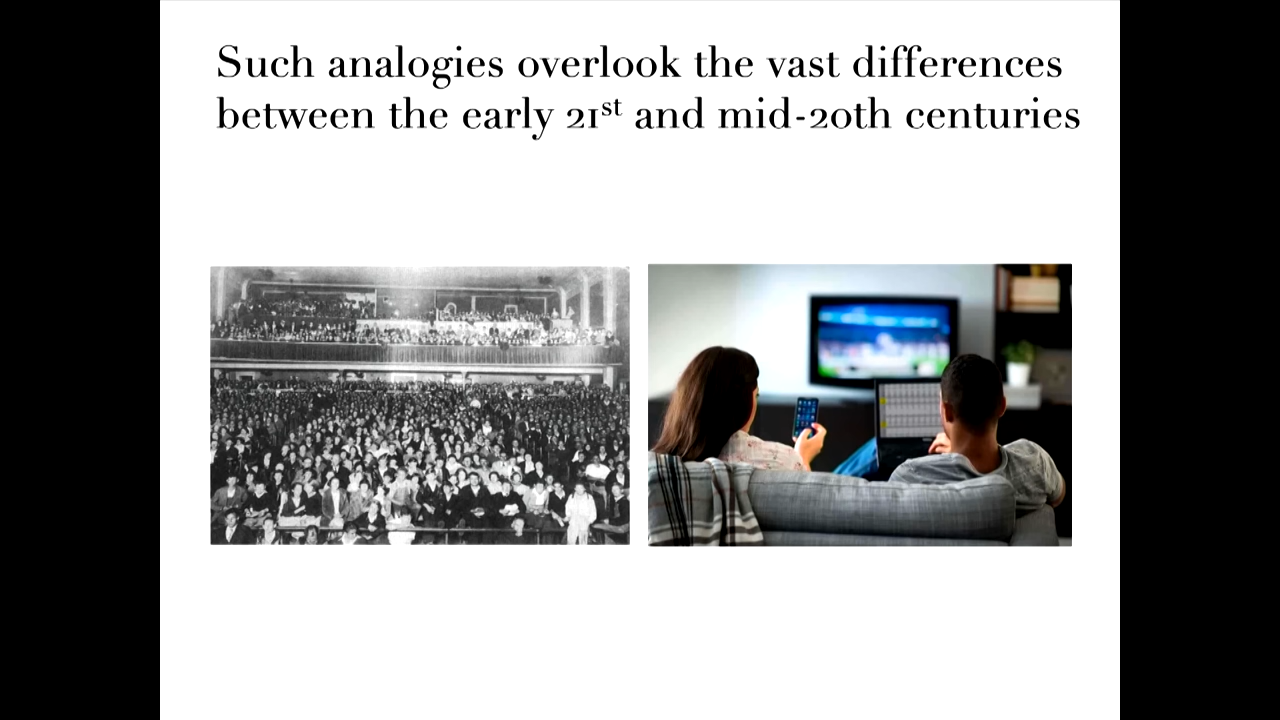 Such analogies overlook the vast differences
between the early 21st and mid-20th centuries